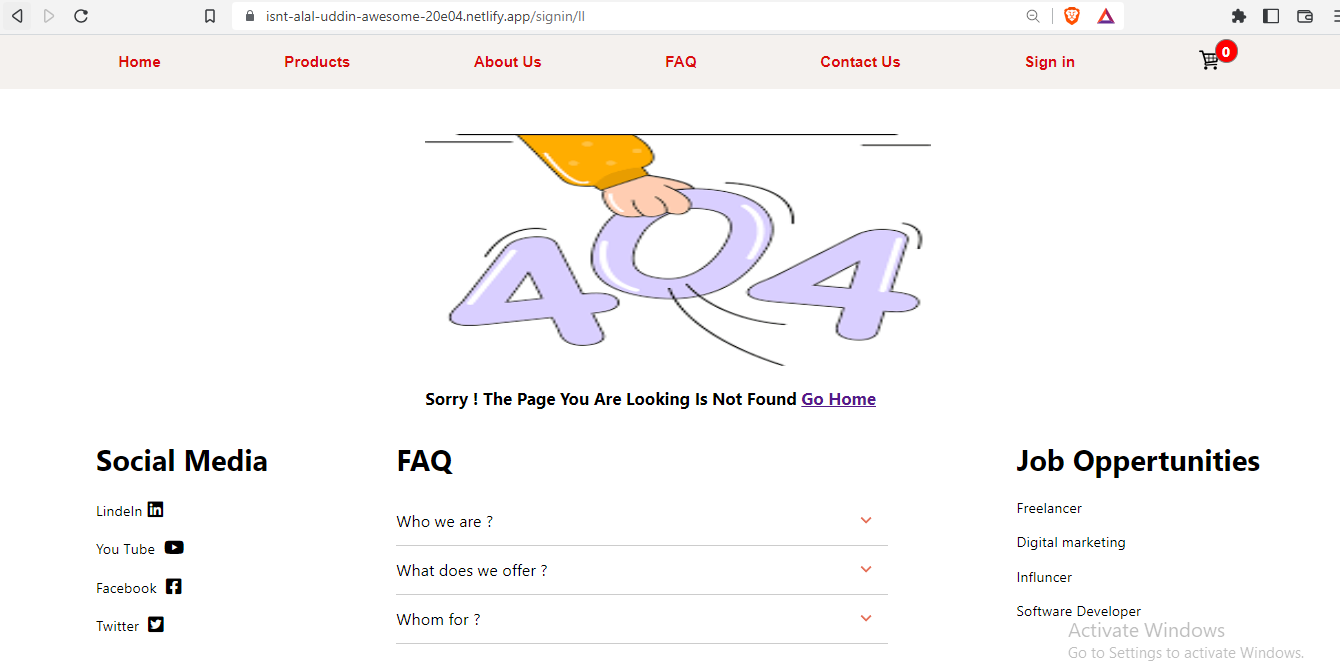 isnt-alal-uddin-awesome-20e04.netlify.app/signin/ll
Home Products About Us FAQ Contact Us Sign in 0
404
Sorry ! The Page You Are Looking Is Not Found Go Home
Social Media
LindeIn
You Tube
Facebook
Twitter
FAQ
Who we are ?
What does we offer ?
Whom for ?
Job Oppertunities
Freelancer
Digital marketing
Influncer
Software Developer
Activate Windows
Go to Settings to activate Windows.